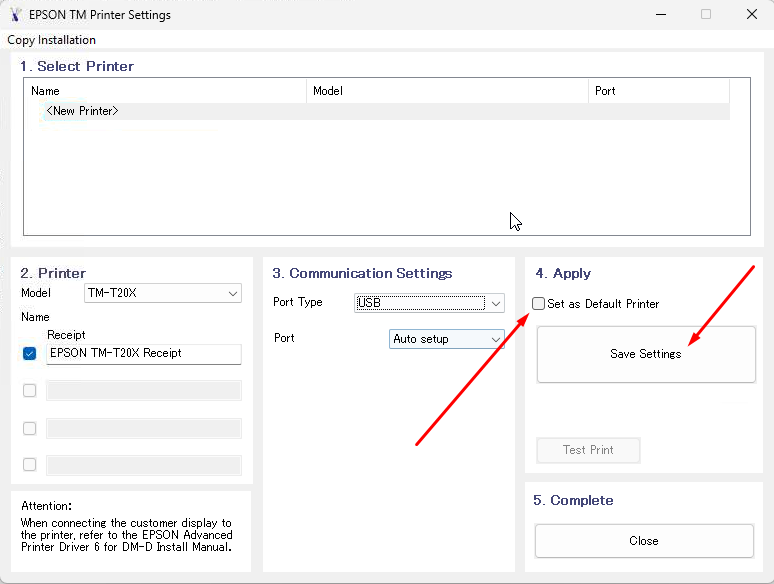 EPSON TM Printer Settings
Copy Installation
1. Select Printer
Name Model Port
<New Printer>
2. Printer
Model TM-T20X
Name
Receipt
EPSON TM-T20X Receipt
Attention:
When connecting the customer display to
the printer, refer to the EPSON Advanced
Printer Driver 6 for DM-D Install Manual.
3. Communication Settings
Port Type USB
Port Auto setup
4. Apply
Set as Default Printer
Save Settings
Test Print
5. Complete
Close